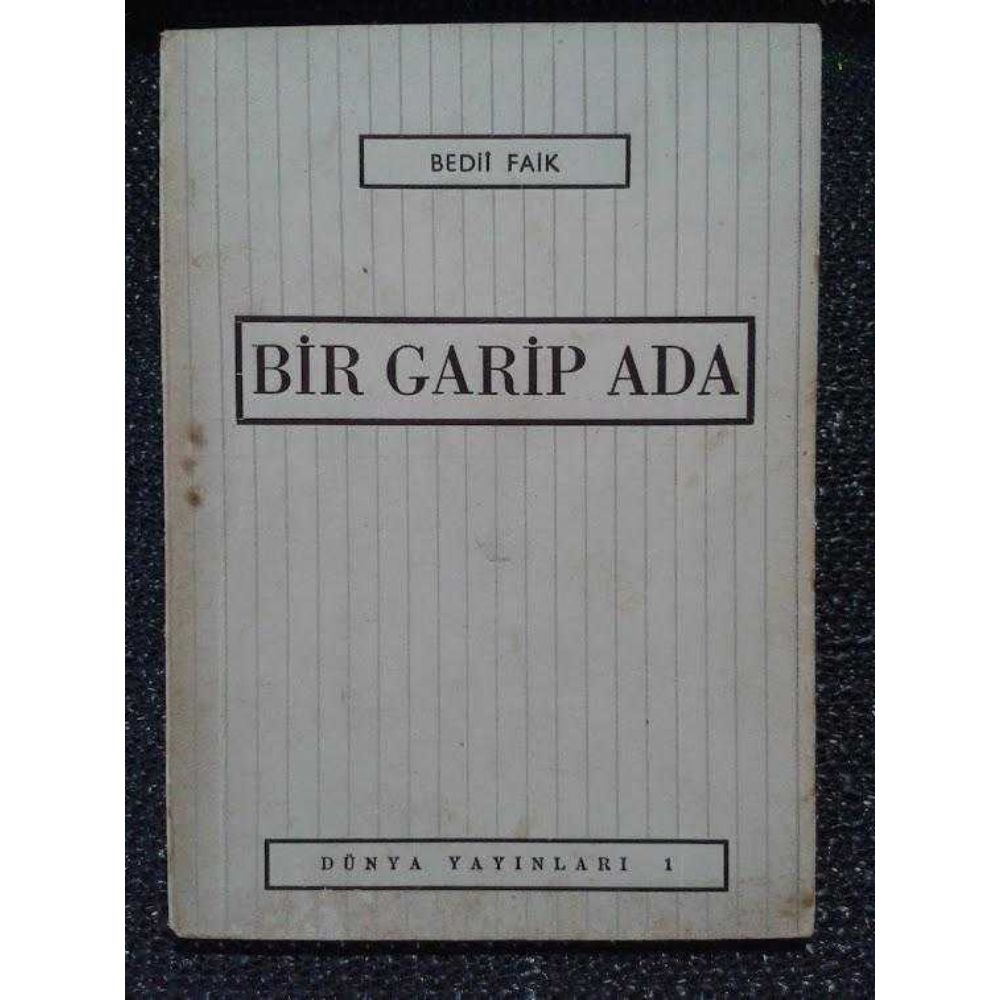 BEDİÎ FAİK
BİR GARİP ADA
DÜNYA YAYINLARI 1